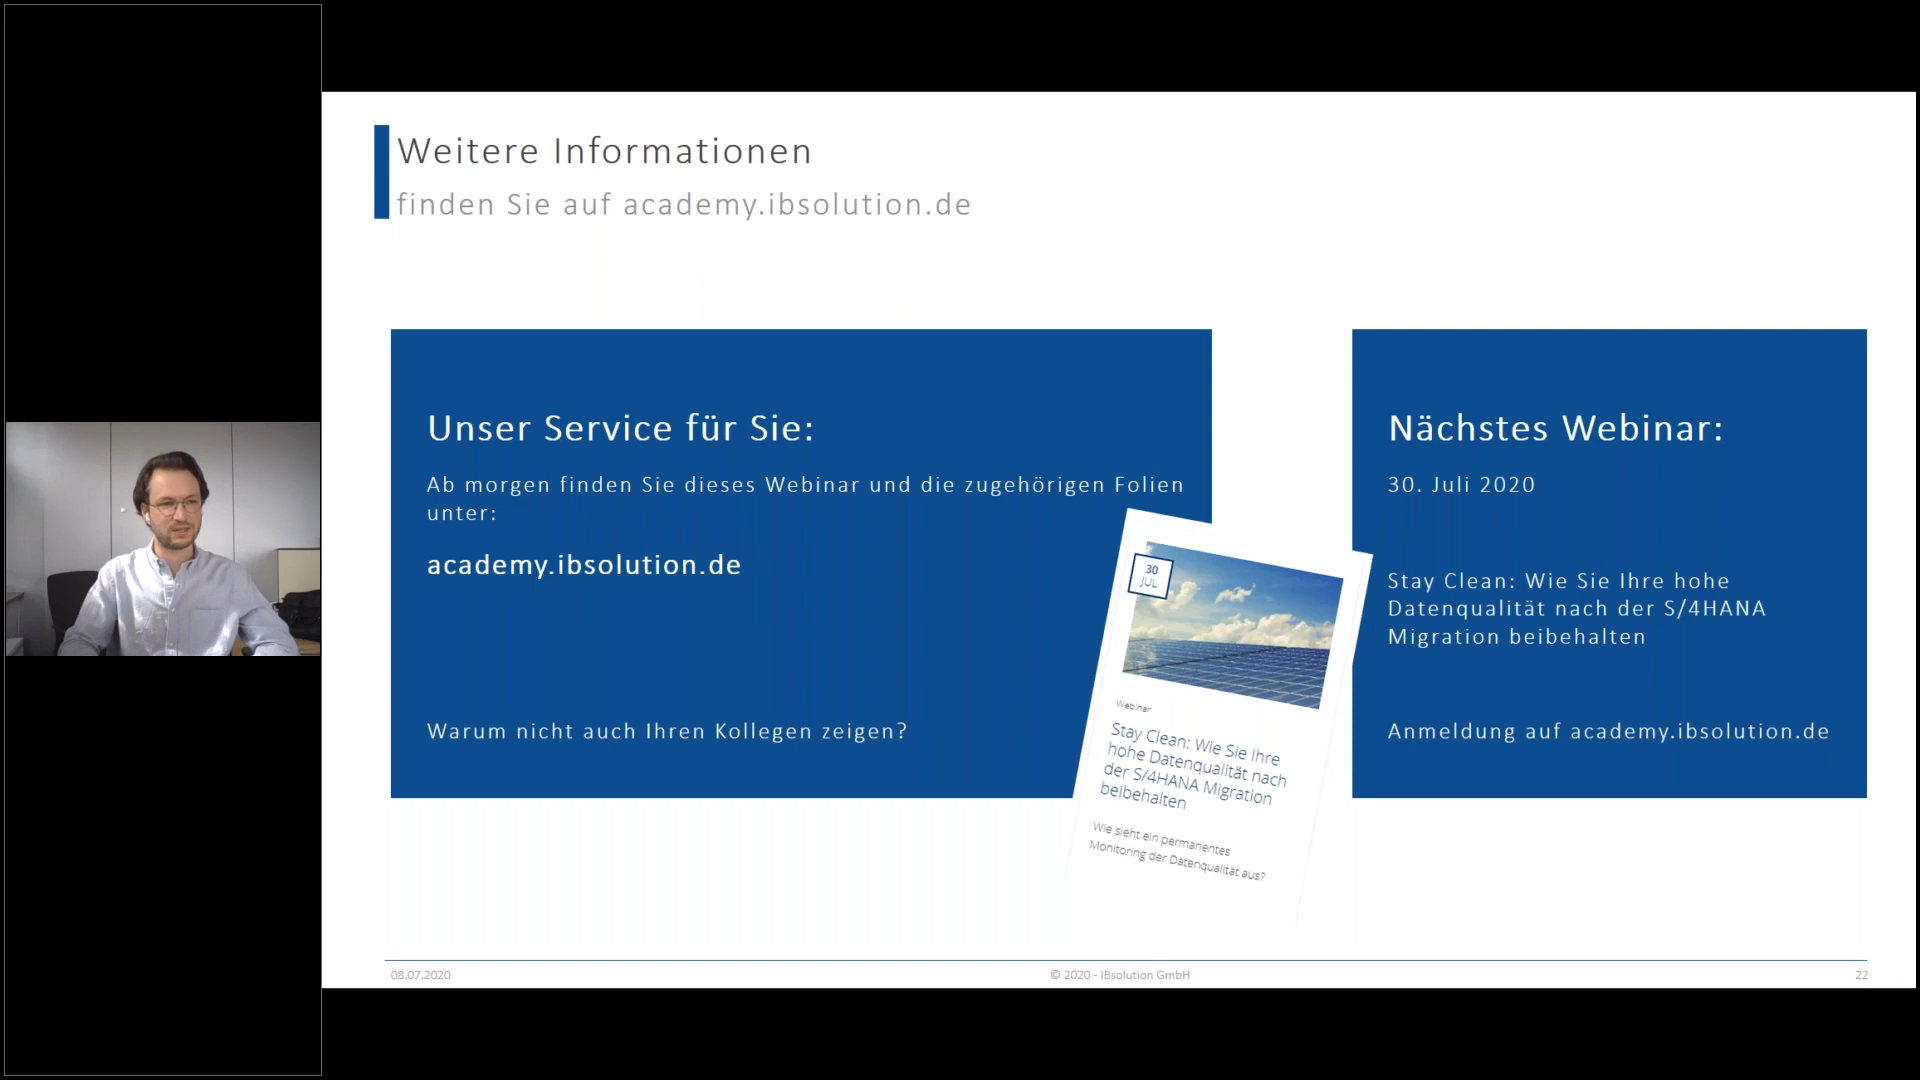 Weitere Informationen
finden Sie auf academy.ibsolution.de
Unser Service für Sie:
Ab morgen finden Sie dieses Webinar und die zugehörigen Folien
unter:
academy.ibsolution.de
Warum nicht auch Ihren Kollegen zeigen?
30
JUL
Webinar
Stay Clean: Wie Sie Ihre
hohe Datenqualität nach
der S/4HANA Migration
beibehalten
Wie sieht ein permanentes
Monitoring der Datenqualität aus?
Nächstes Webinar:
30. Juli 2020
Stay Clean: Wie Sie Ihre hohe
Datenqualität nach der S/4HANA
Migration beibehalten
Anmeldung auf academy.ibsolution.de
08.07.2020
© 2020 - IBsolution GmbH
22